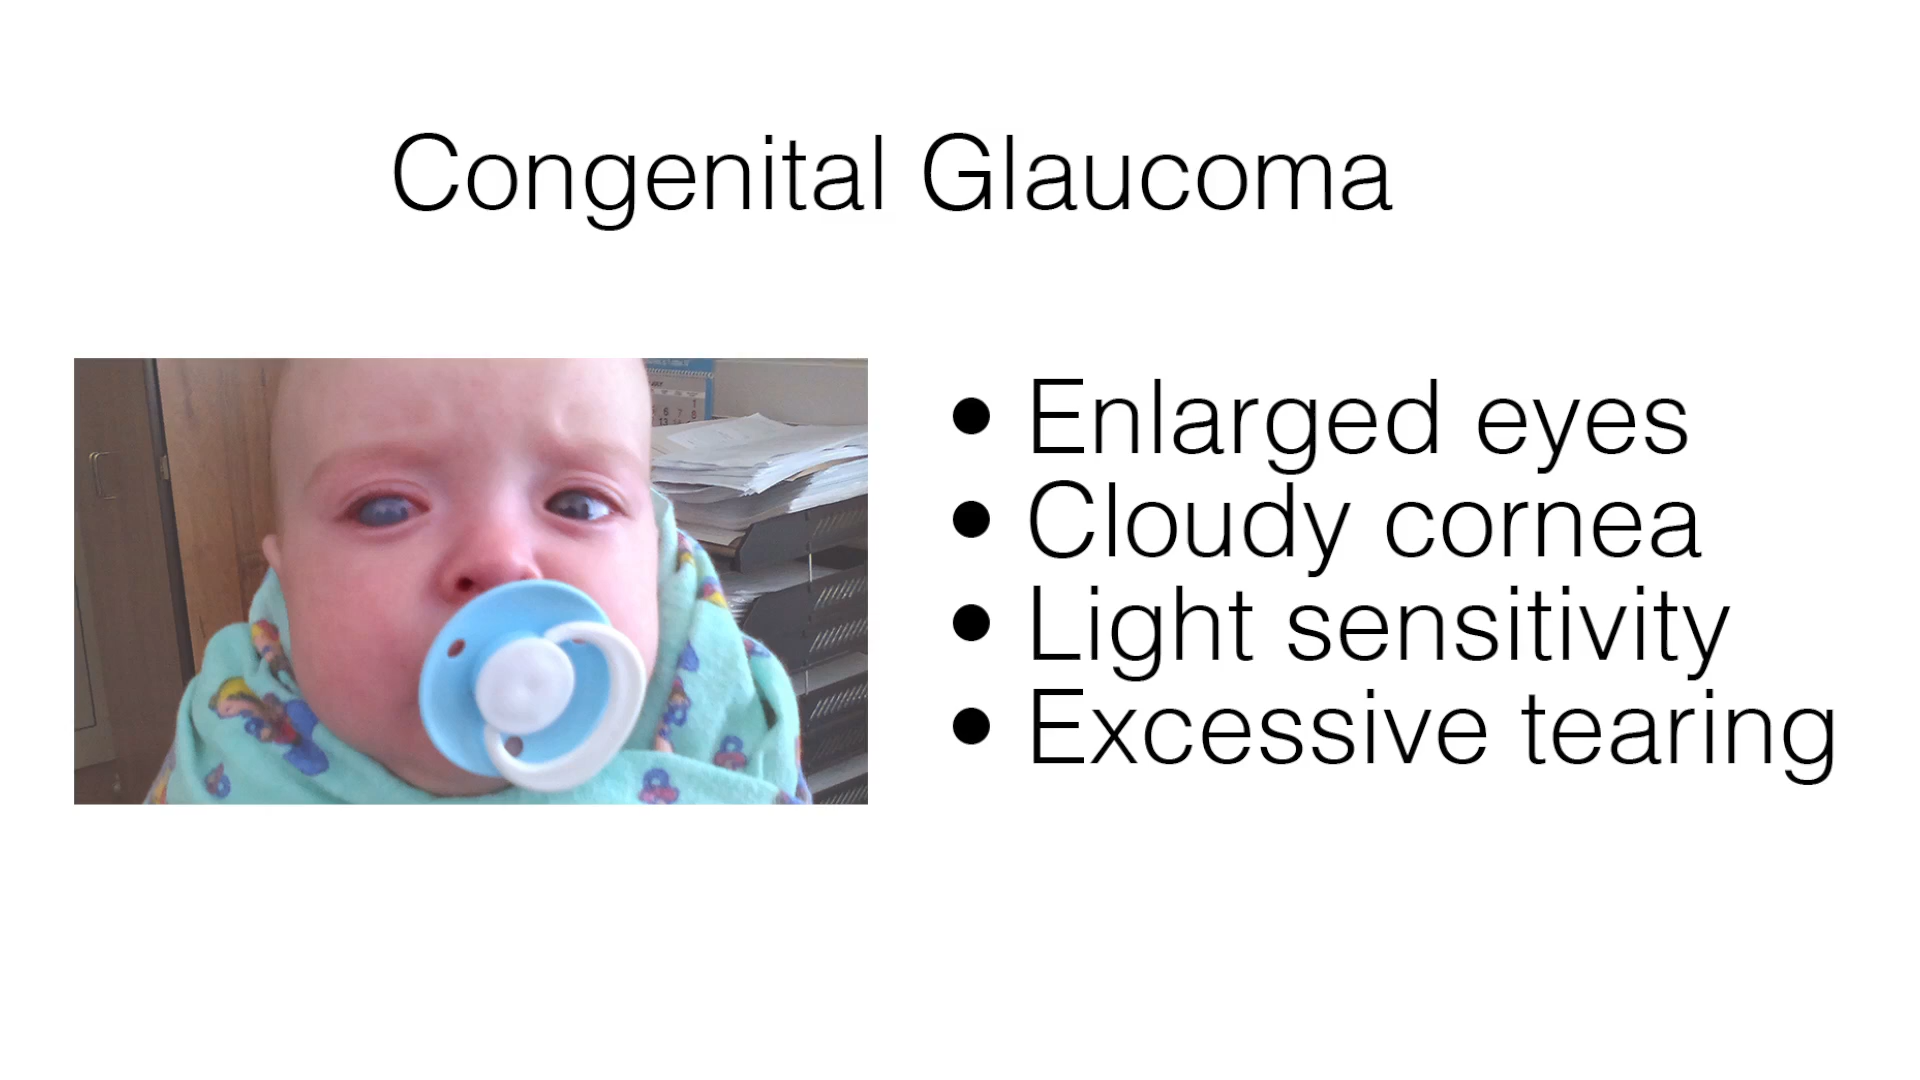 Congenital Glaucoma
• Enlarged eyes
• Cloudy cornea
• Light sensitivity
• Excessive tearing